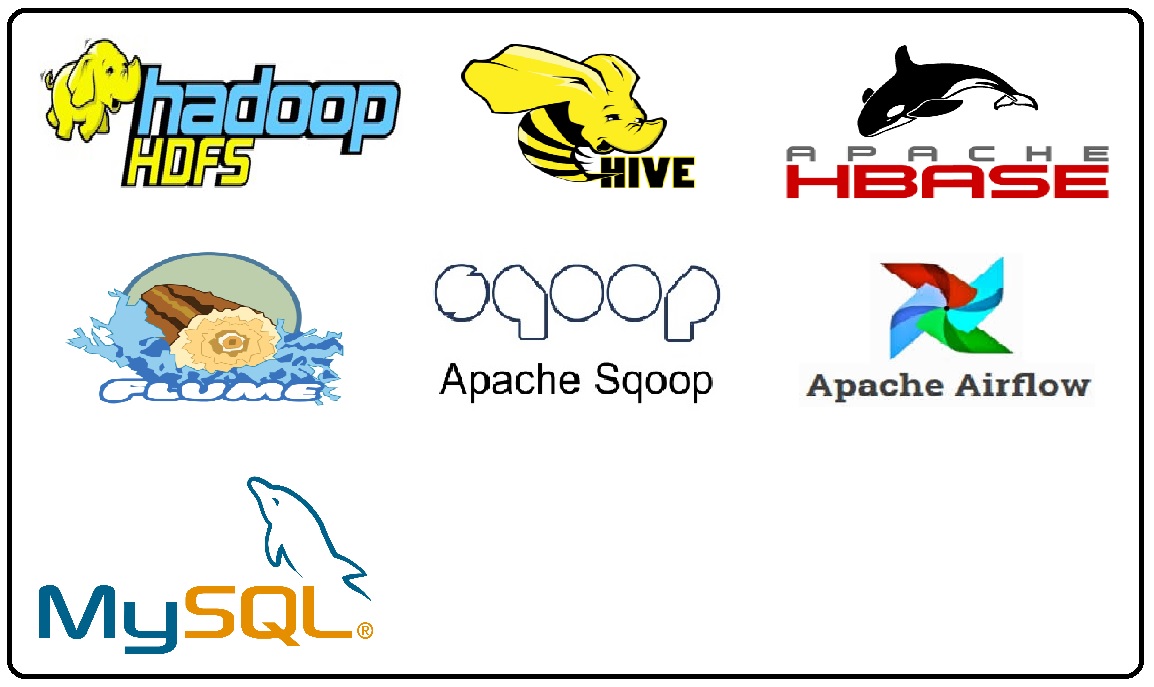 hadoop
HDFS
HIVE
APACHE
HBASE
FLUME
sqoop
Apache Sqoop
Apache Airflow
MySQL®